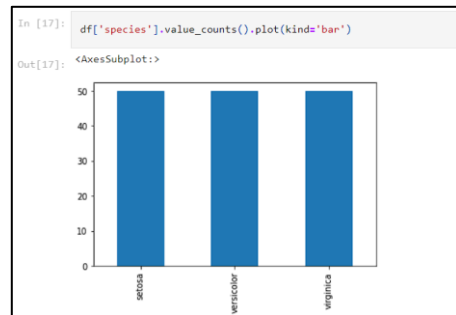 In [17]:
df['species'].value_counts().plot(kind='bar')
Out[17]:
<AxesSubplot:>
50
40
30
20
10
0
setosa
versicolor
virginica